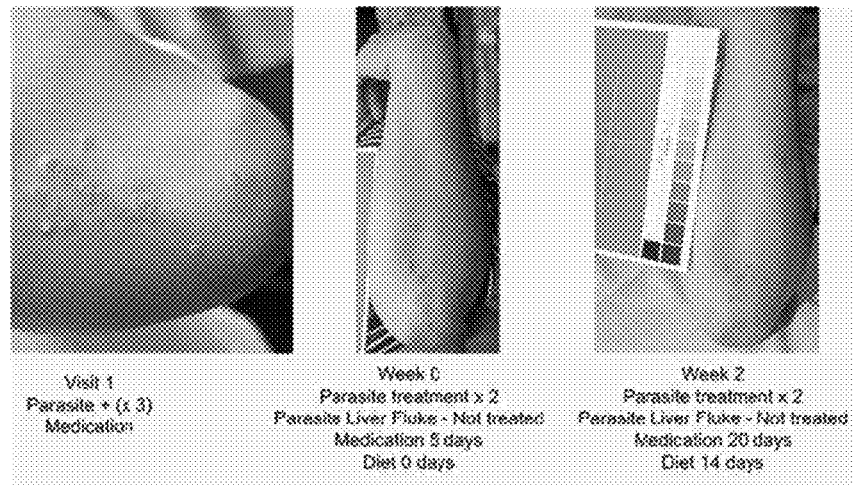 Visit 1
Parasite + (x 3)
Medication
Week 0
Parasite treatment x 2
Parasite Liver Fluke - Not treated
Medication 5 days
Diet 0 days
Week 2
Parasite treatment x 2
Parasite Liver Fluke - Not treated
Medication 20 days
Diet 14 days